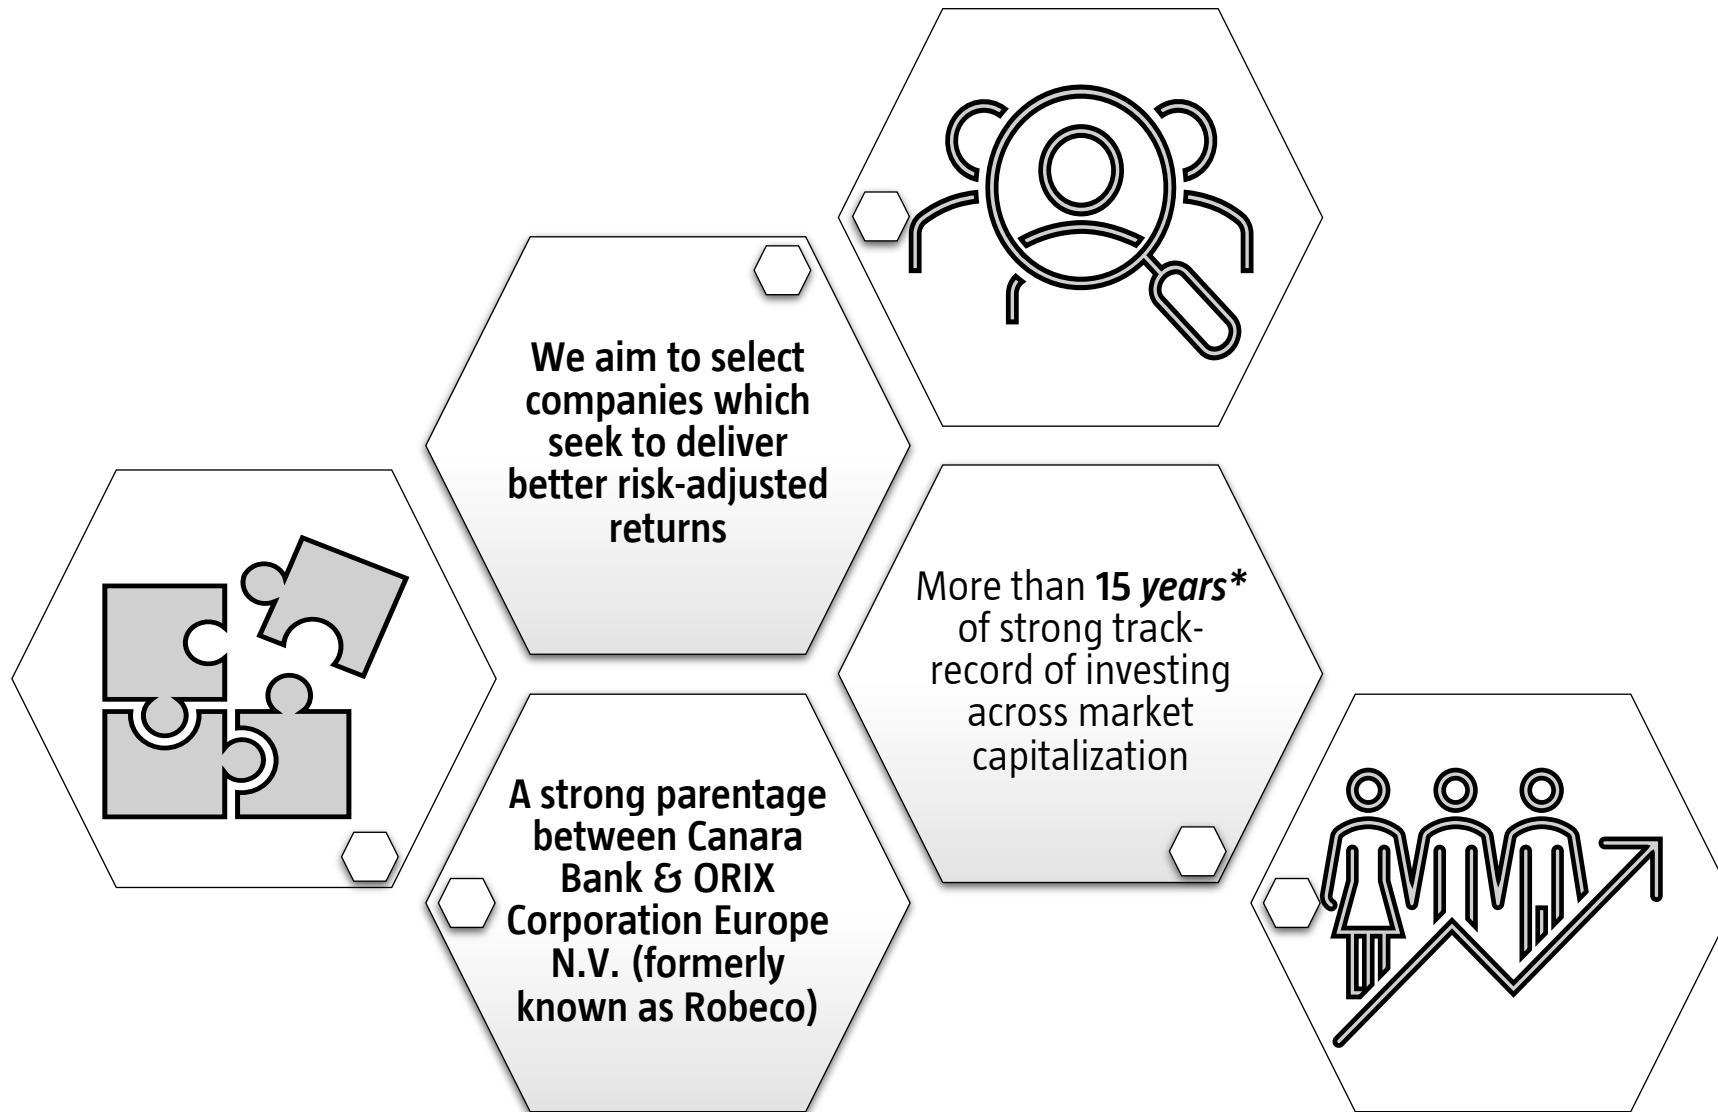 We aim to select
companies which
seek to deliver
better risk-adjusted
returns
More than 15 years*
of strong track-
record of investing
across market
capitalization
A strong parentage
between Canara
Bank & ORIX
Corporation Europe
N.V. (formerly
known as Robeco)